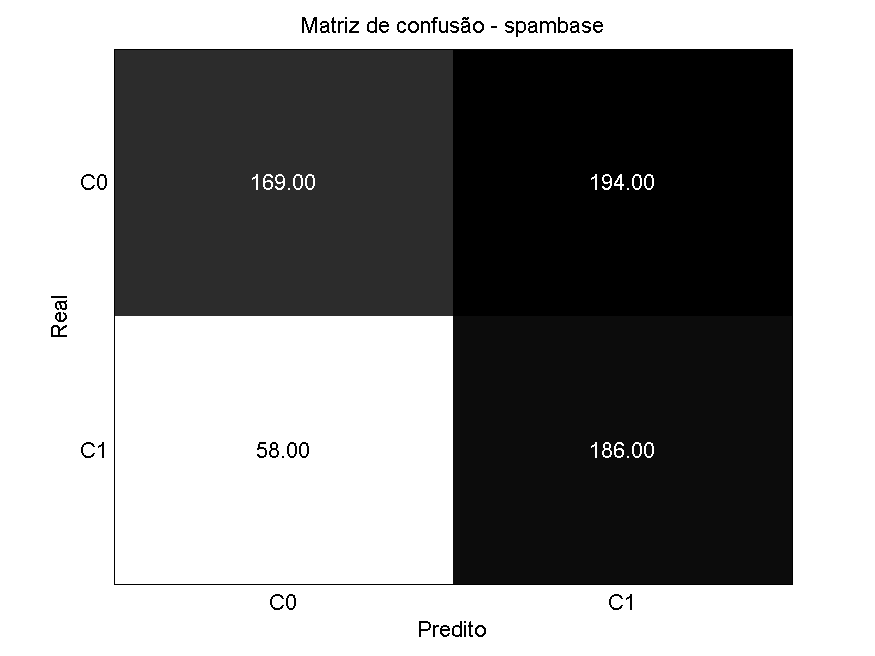 Matriz de confusão - spambase
C0
169.00
194.00
Real
C1
58.00
186.00
C0
C1
Predito